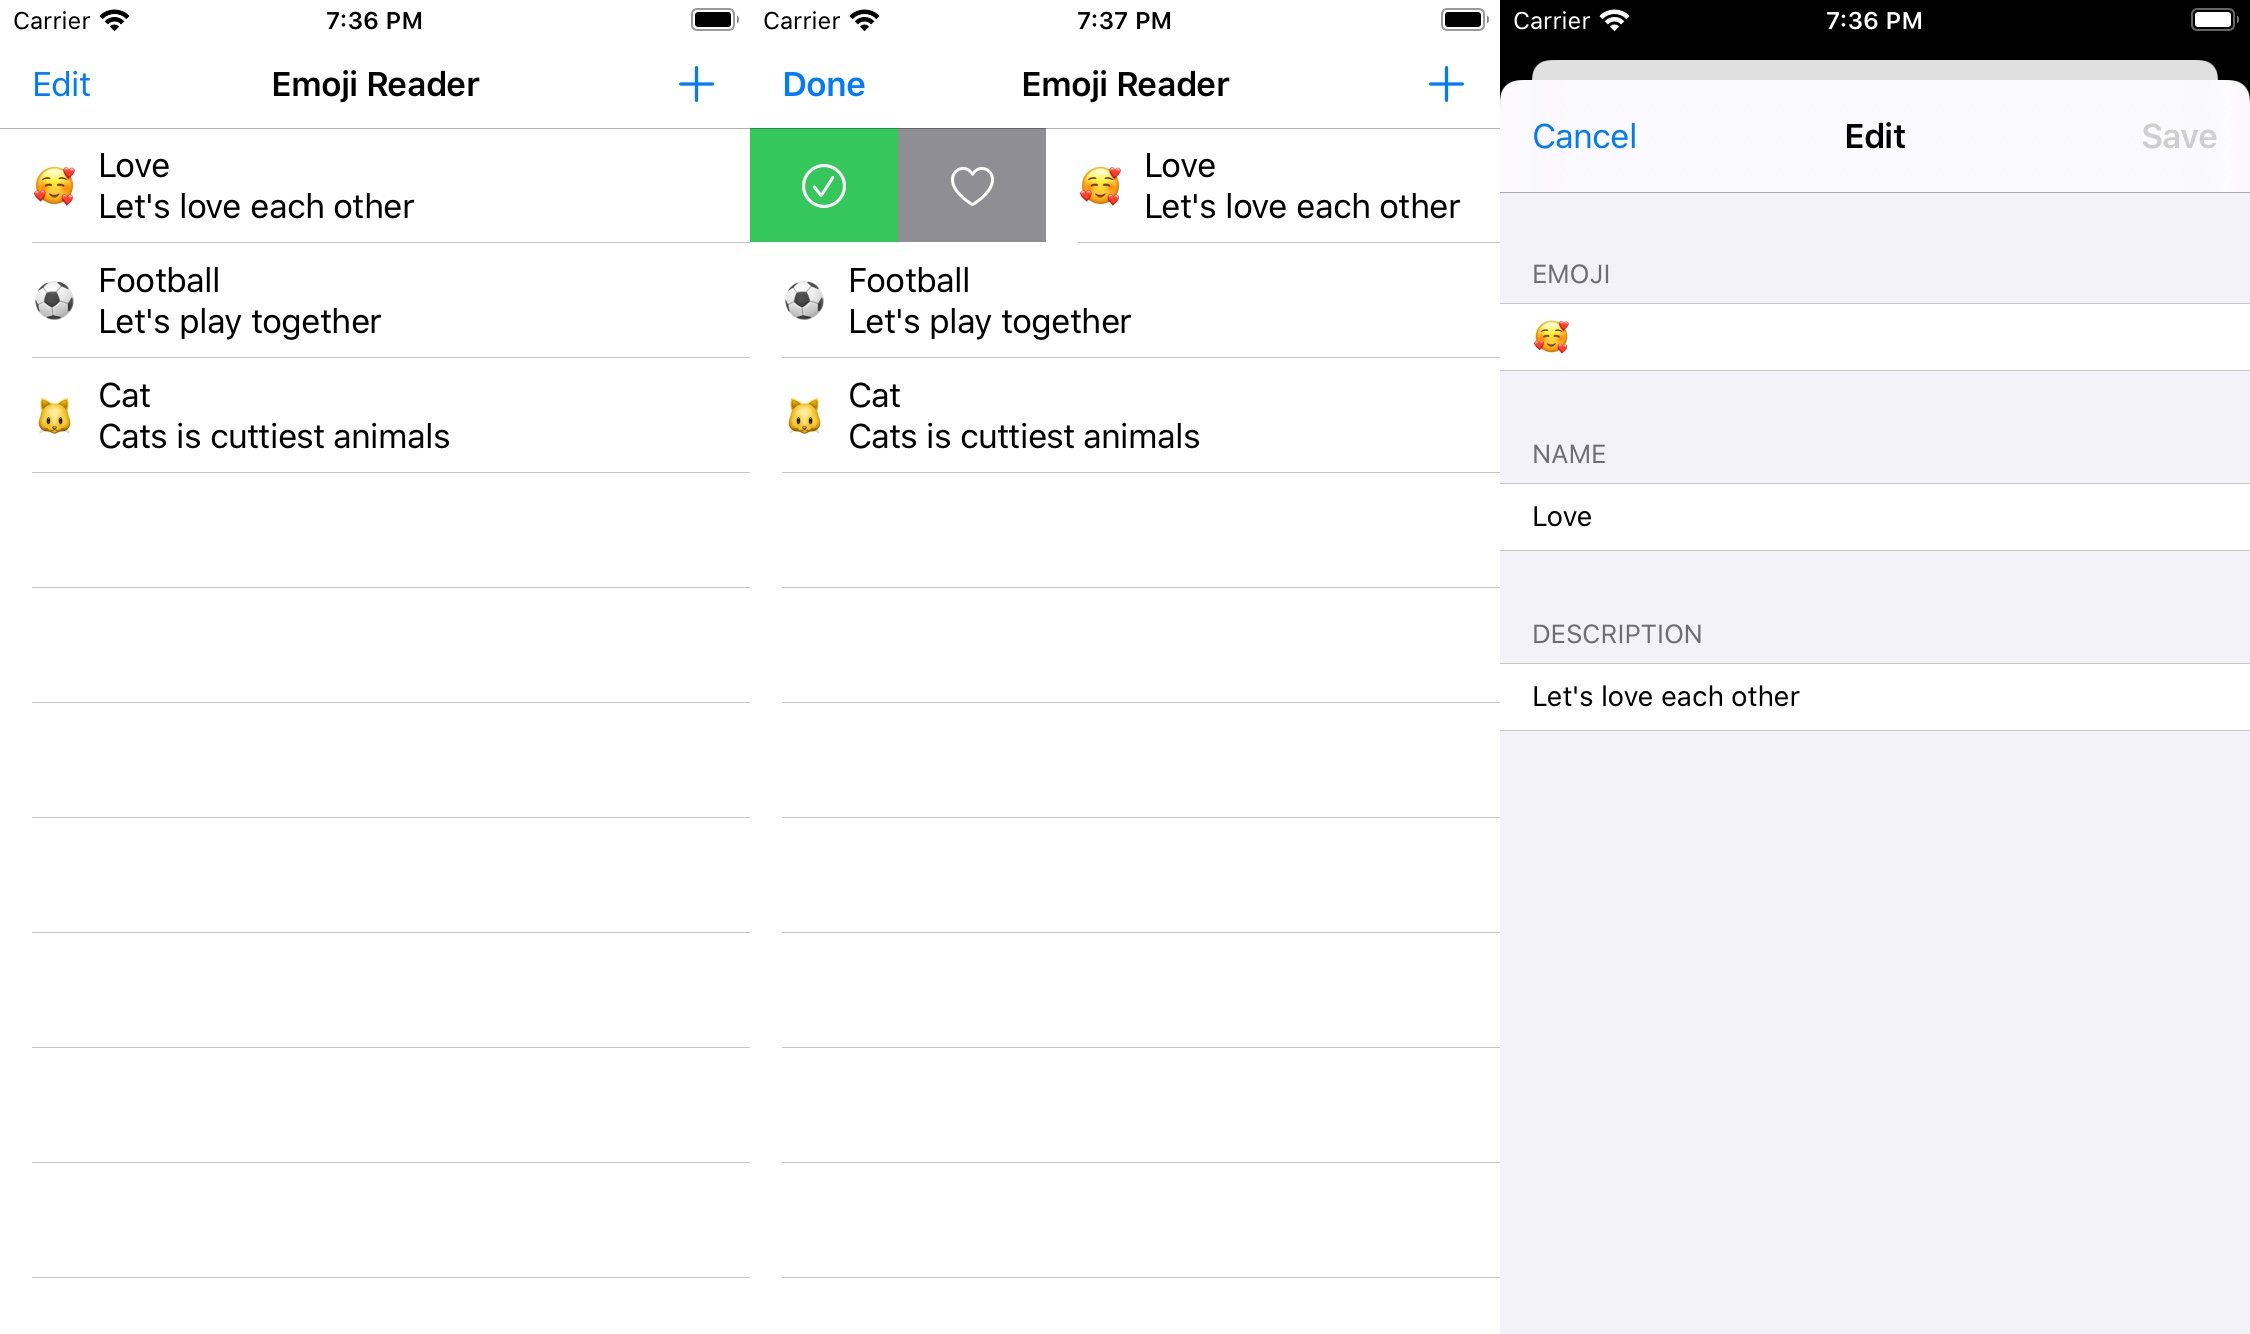 Carrier 7:36 PM
Edit Emoji Reader +
🥰 Love
Let's love each other
⚽ Football
Let's play together
🐱 Cat
Cats is cuttiest animals
Carrier 7:37 PM
Done Emoji Reader +
🥰 Love
Let's love each other
⚽ Football
Let's play together
🐱 Cat
Cats is cuttiest animals
Carrier 7:36 PM
Cancel Edit Save
EMOJI
🥰
NAME
Love
DESCRIPTION
Let's love each other